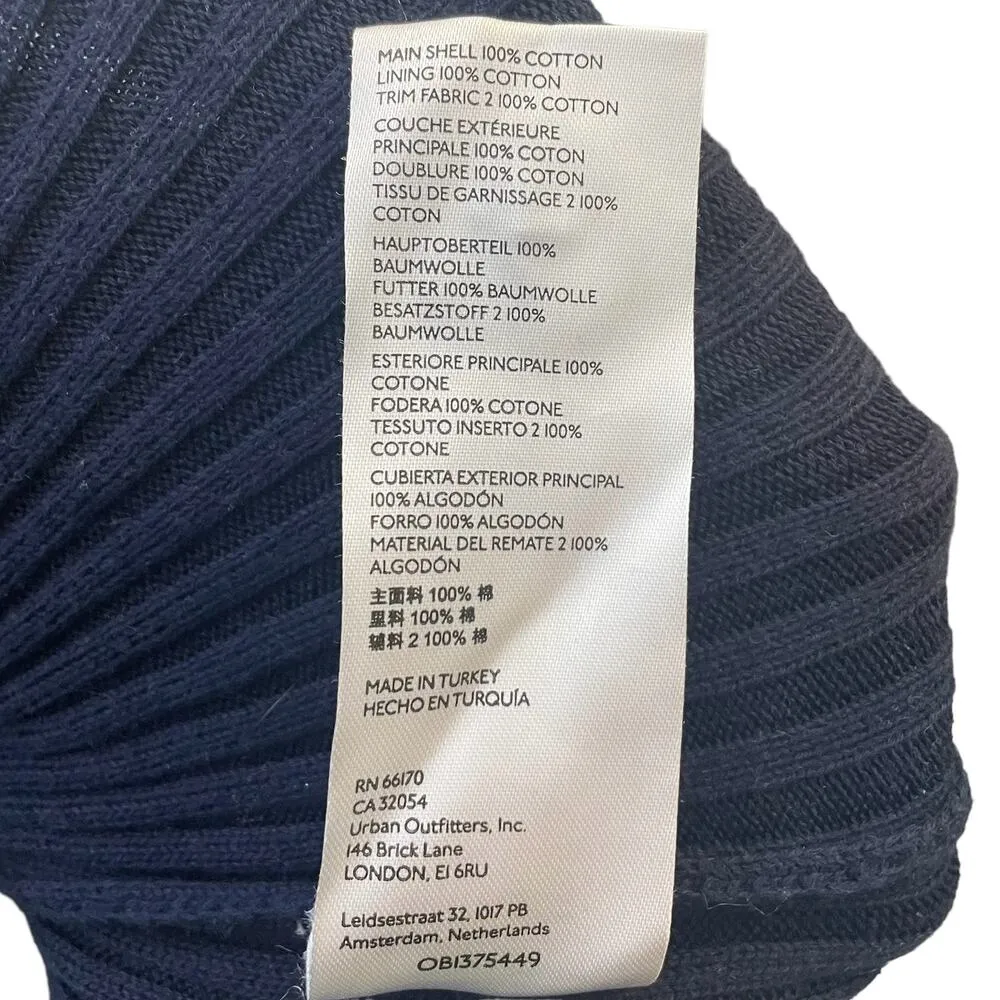 MAIN SHELL 100% COTTON
LINING 100% COTTON
TRIM FABRIC 2 100% COTTON
COUCHE EXTÉRIEURE
PRINCIPALE 100% COTON
DOUBLURE 100% COTON
TISSU DE GARNISSAGE 2 100%
COTON
HAUPTOBERTEIL 100%
BAUMWOLLE
FUTTER 100% BAUMWOLLE
BESATZSTOFF 2 100%
BAUMWOLLE
ESTERIORE PRINCIPALE 100%
COTONE
FODERA 100% COTONE
TESSUTO INSERTO 2 100%
COTONE
CUBIERTA EXTERIOR PRINCIPAL
100% ALGODÓN
FORRO 100% ALGODÓN
MATERIAL DEL REMATE 2 100%
ALGODÓN
主面料 100% 棉
里料 100% 棉
辅料 2 100% 棉
MADE IN TURKEY
HECHO EN TURQUÍA
RN 66170
CA 32054
Urban Outfitters, Inc.
146 Brick Lane
LONDON, E1 6RU
Leidsestraat 32, 1017 PB
Amsterdam, Netherlands
OB1375449